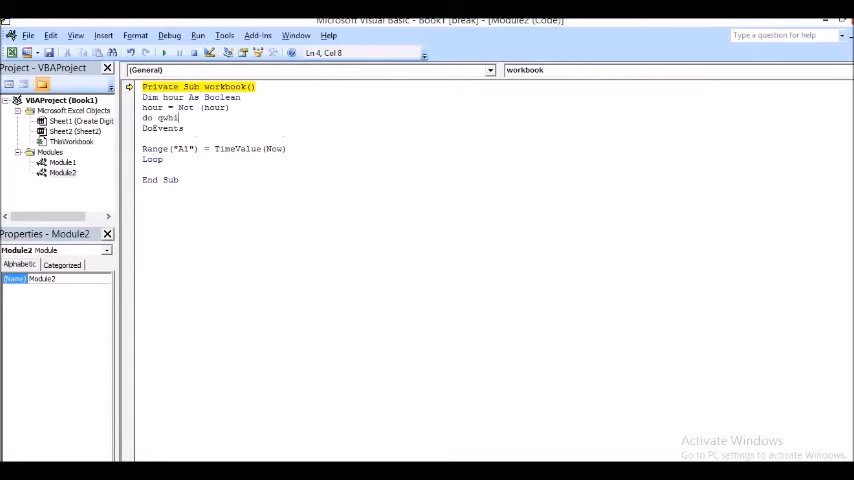 Microsoft Visual Basic - Book1 [break] - [Module2 (Code)]
File Edit View Insert Format Debug Run Tools Add-Ins Window Help
Type a question for help
Ln 4, Col 8
Project - VBAProject
(General)
workbook
VBAProject (Book1)
Microsoft Excel Objects
Sheet1 (Create Digit
Sheet2 (Sheet2)
ThisWorkbook
Modules
Module1
Module2
Private Sub workbook()
Dim hour As Boolean
hour = Not (hour)
do qwhi
DoEvents
Range("A1") = TimeValue(Now)
Loop
End Sub
Properties - Module2
Module2 Module
Alphabetic Categorized
(Name) Module2
Activate Windows
Go to PC settings to activate Windows.